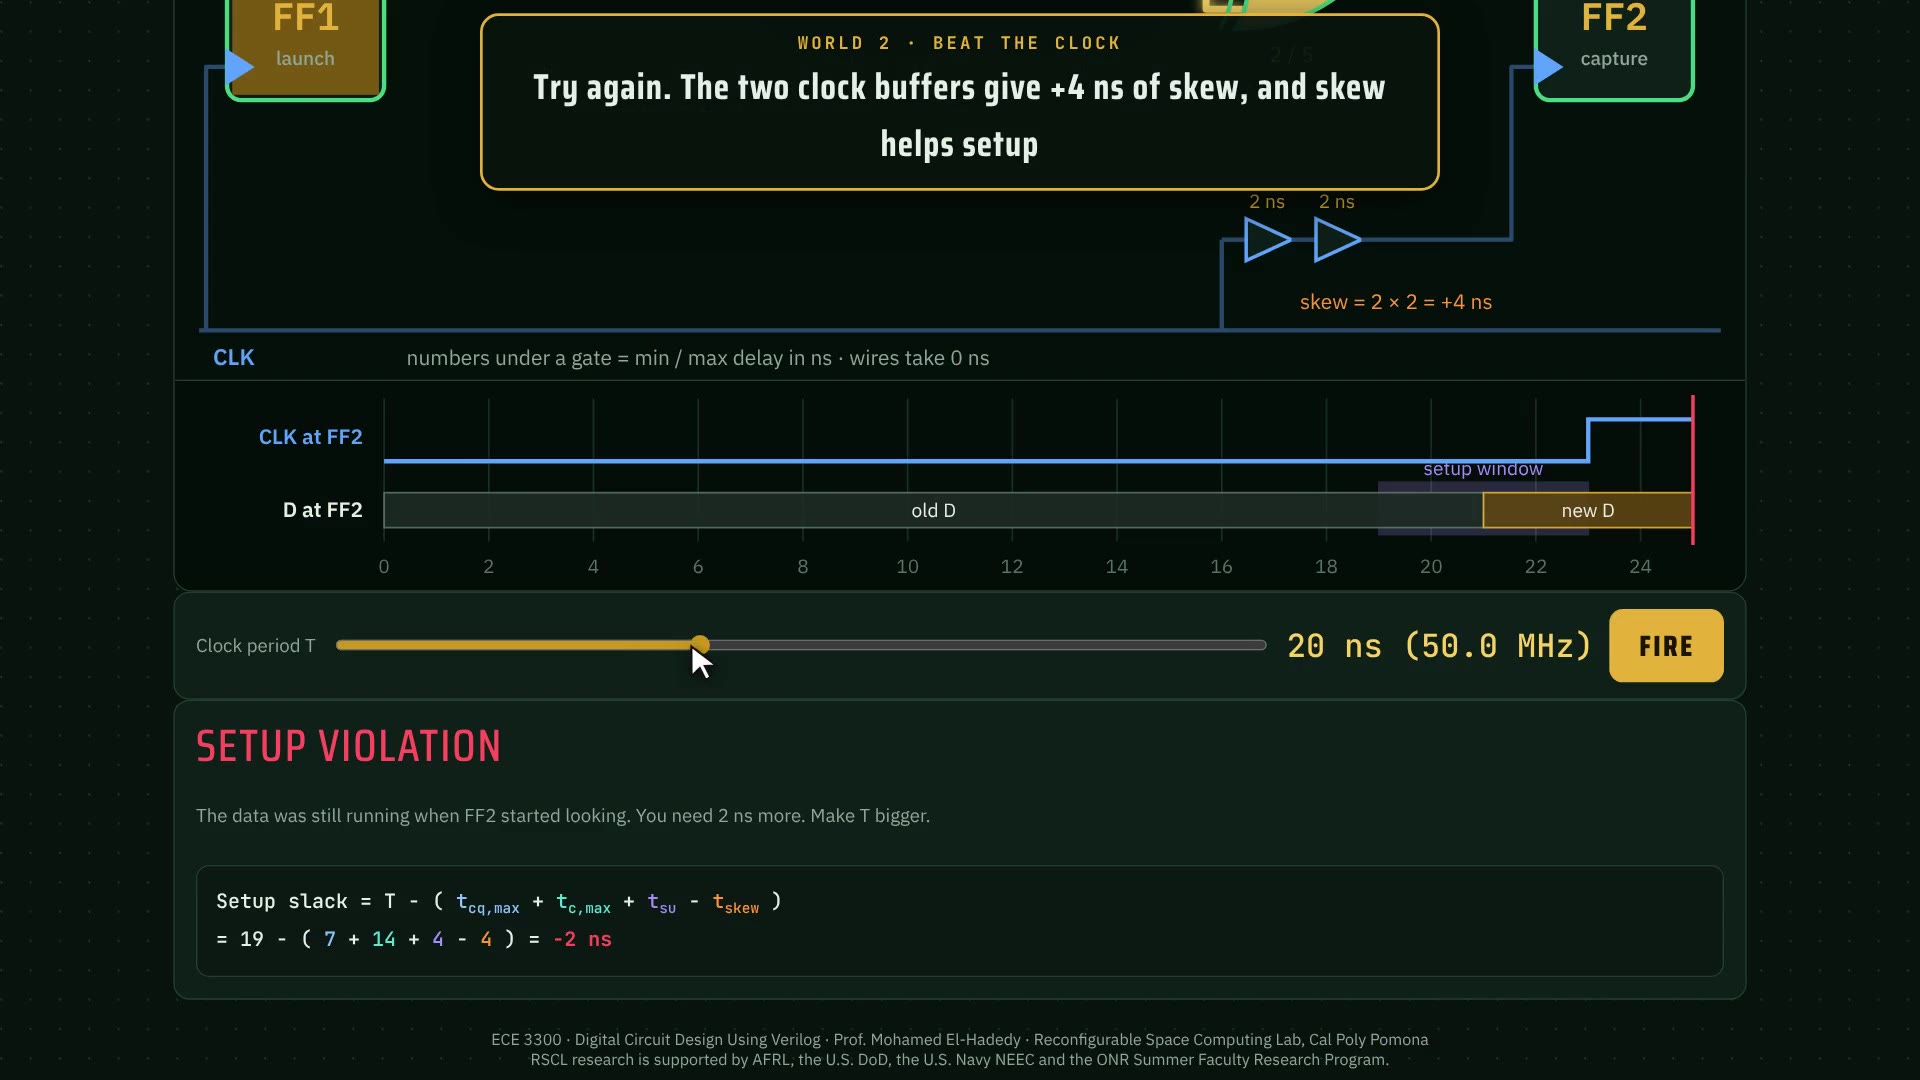 FF1
launch
FF2
capture
WORLD 2 · BEAT THE CLOCK
2 / 5
Try again. The two clock buffers give +4 ns of skew, and skew
helps setup
2 ns 2 ns
skew = 2 × 2 = +4 ns
CLK
numbers under a gate = min / max delay in ns · wires take 0 ns
CLK at FF2
setup window
D at FF2
old D
new D
0 2 4 6 8 10 12 14 16 18 20 22 24
Clock period T
20 ns (50.0 MHz)
FIRE
SETUP VIOLATION
The data was still running when FF2 started looking. You need 2 ns more. Make T bigger.
Setup slack = T - ( tcq,max + tc,max + tsu - tskew )
= 19 - ( 7 + 14 + 4 - 4 ) = -2 ns
ECE 3300 · Digital Circuit Design Using Verilog · Prof. Mohamed El-Hadedy · Reconfigurable Space Computing Lab, Cal Poly Pomona
RSCL research is supported by AFRL, the U.S. DoD, the U.S. Navy NEEC and the ONR Summer Faculty Research Program.